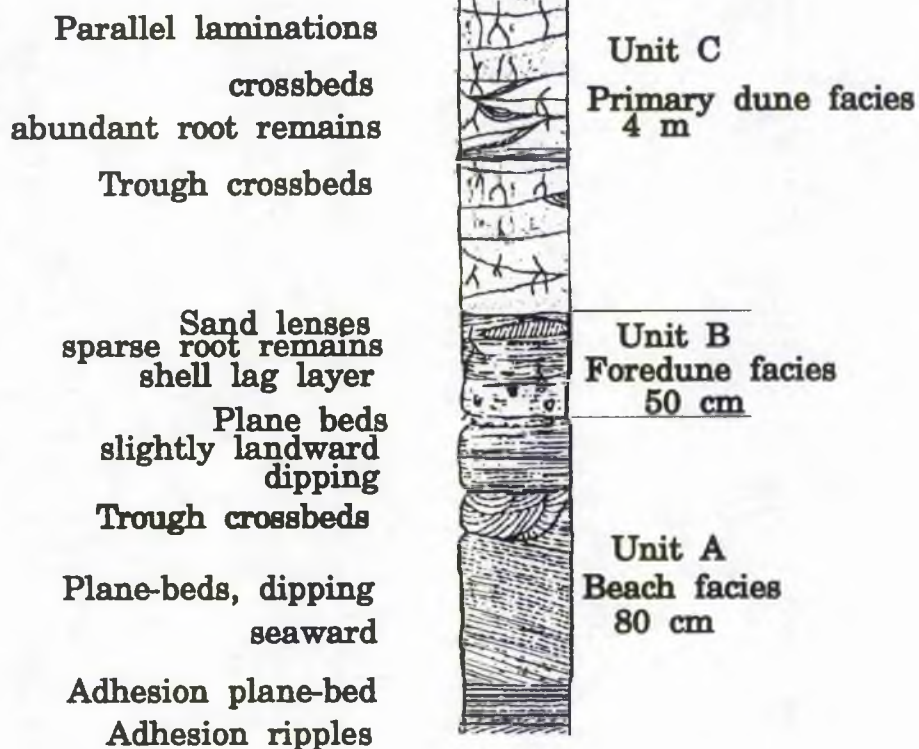 Parallel laminations
crossbeds
abundant root remains
Trough crossbeds
Sand lenses
sparse root remains
shell lag layer
Plane beds
slightly landward
dipping
Trough crossbeds
Plane-beds, dipping
seaward
Adhesion plane-bed
Adhesion ripples
Unit C
Primary dune facies
4 m
Unit B
Foredune facies
50 cm
Unit A
Beach facies
80 cm